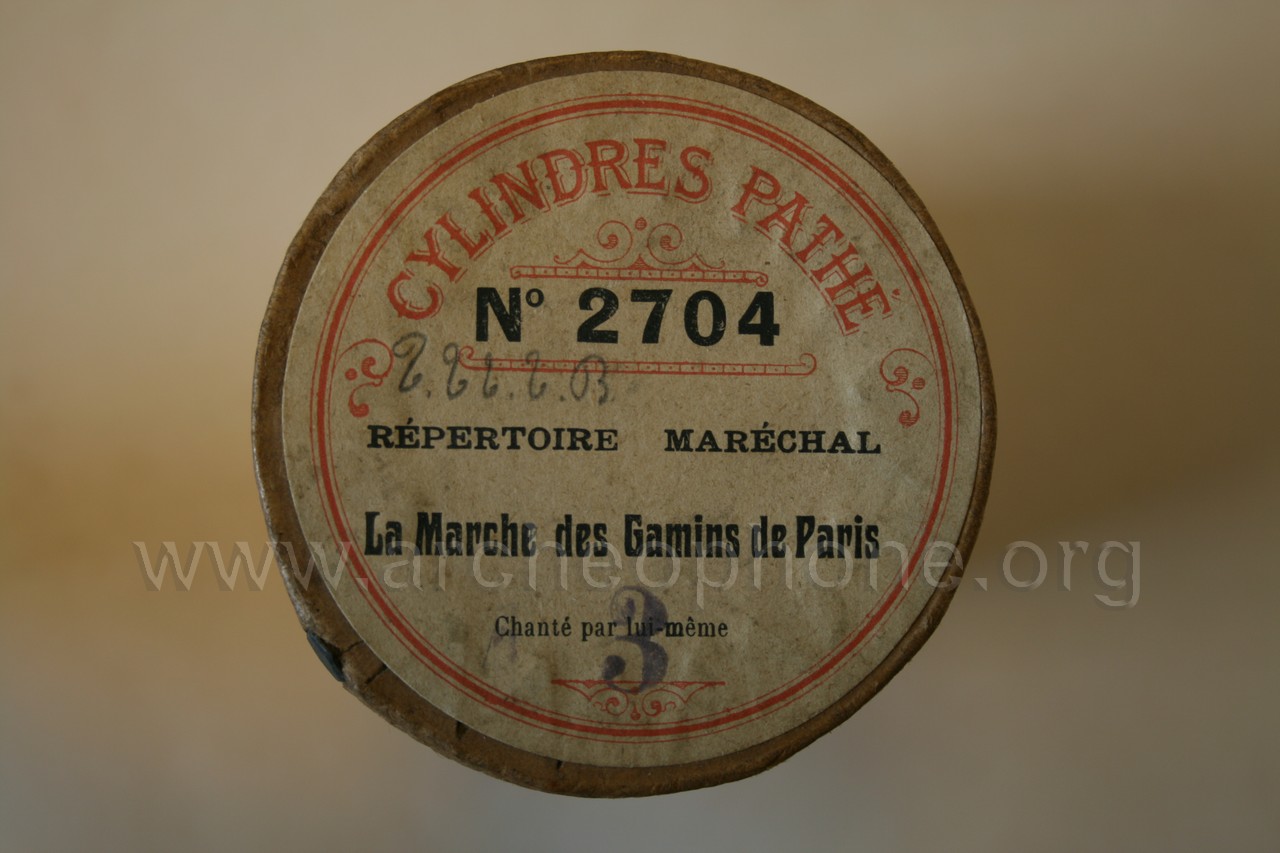 CYLINDRES PATHÉ
Nº 2704
RÉPERTOIRE MARÉCHAL
La Marche des Gamins de Paris
www.archeophone.org
Chanté par lui-même
3